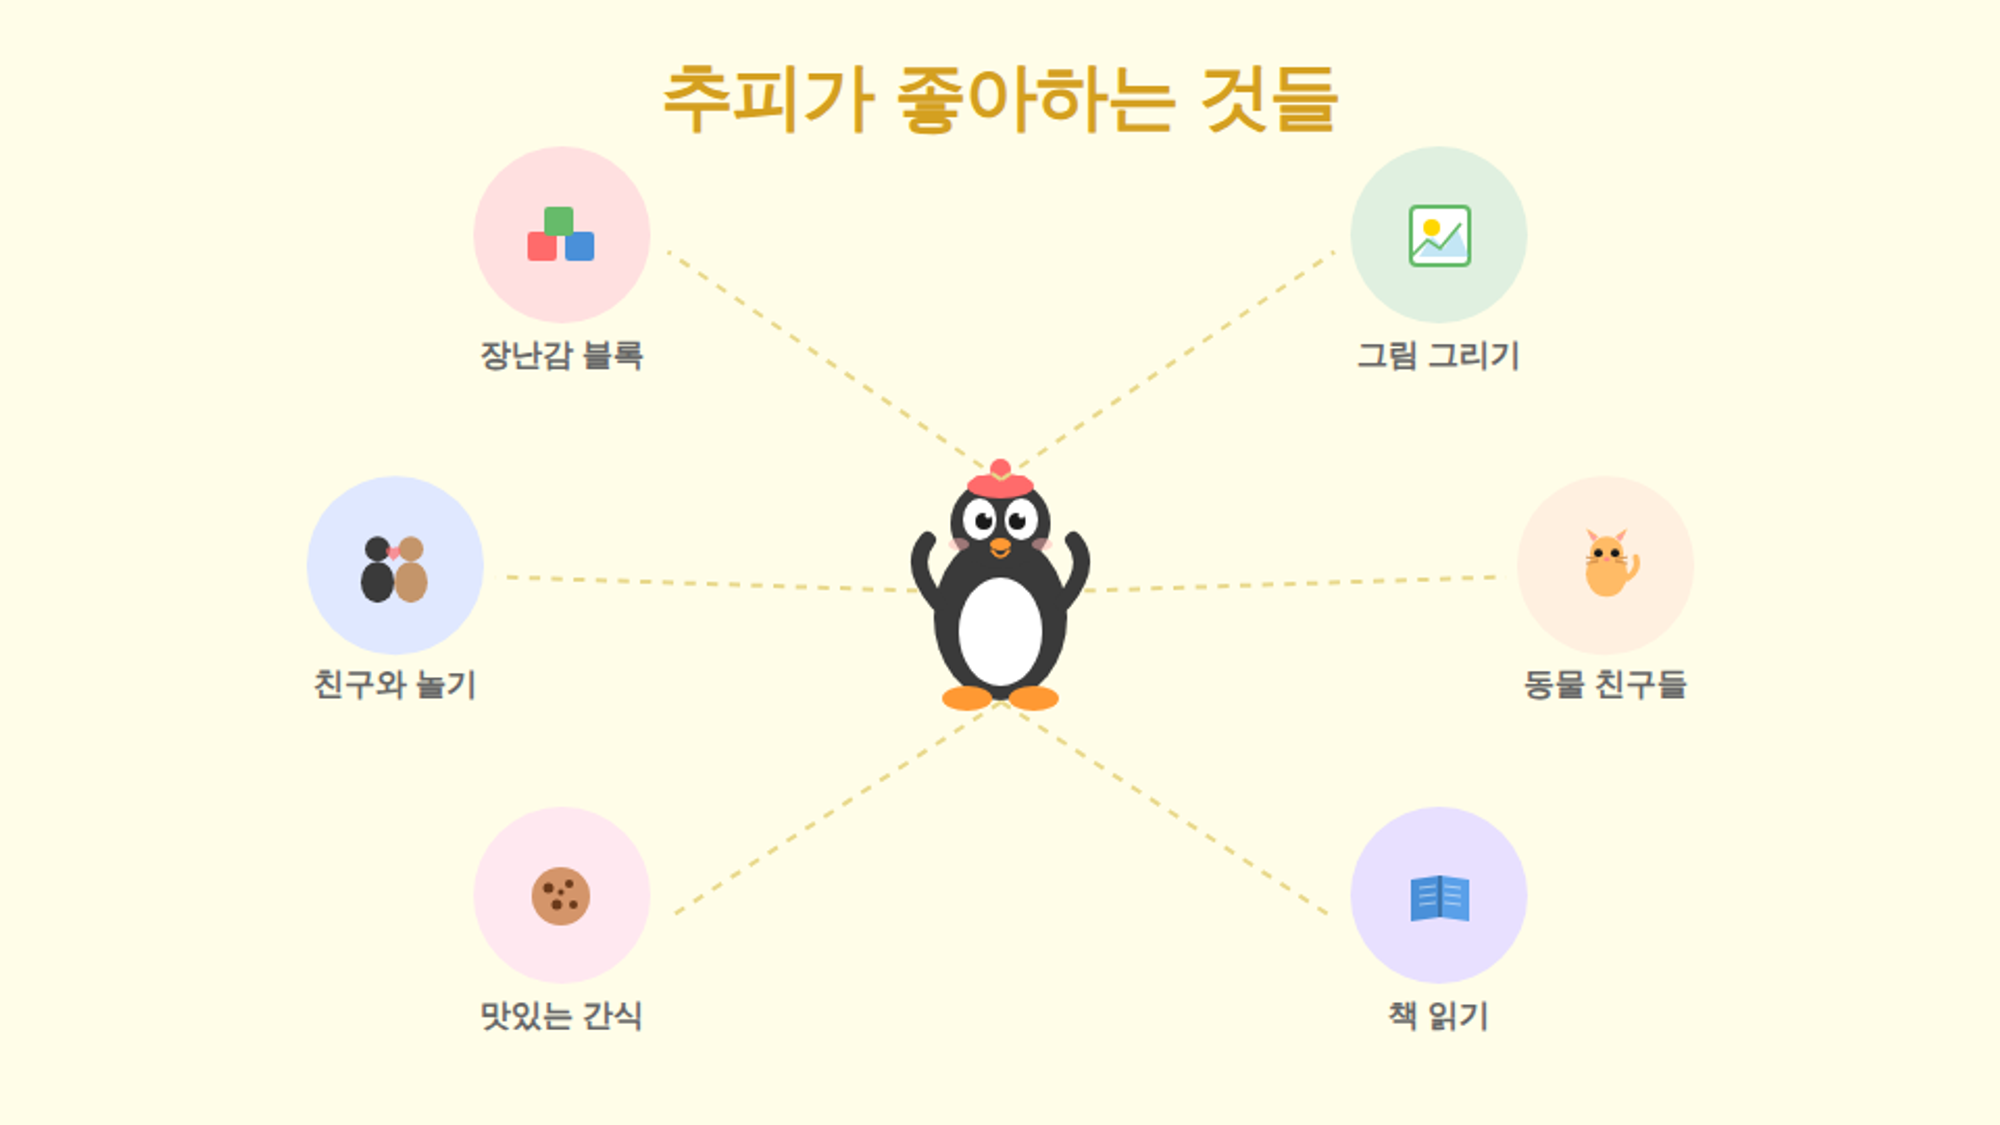 추피가 좋아하는 것들
장난감 블록
그림 그리기
친구와 놀기
동물 친구들
맛있는 간식
책 읽기